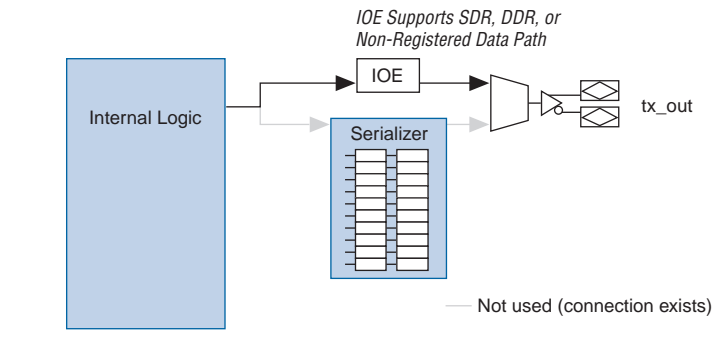 IOE Supports SDR, DDR, or
Non-Registered Data Path
IOE
Internal Logic
tx_out
Serializer
Not used (connection exists)